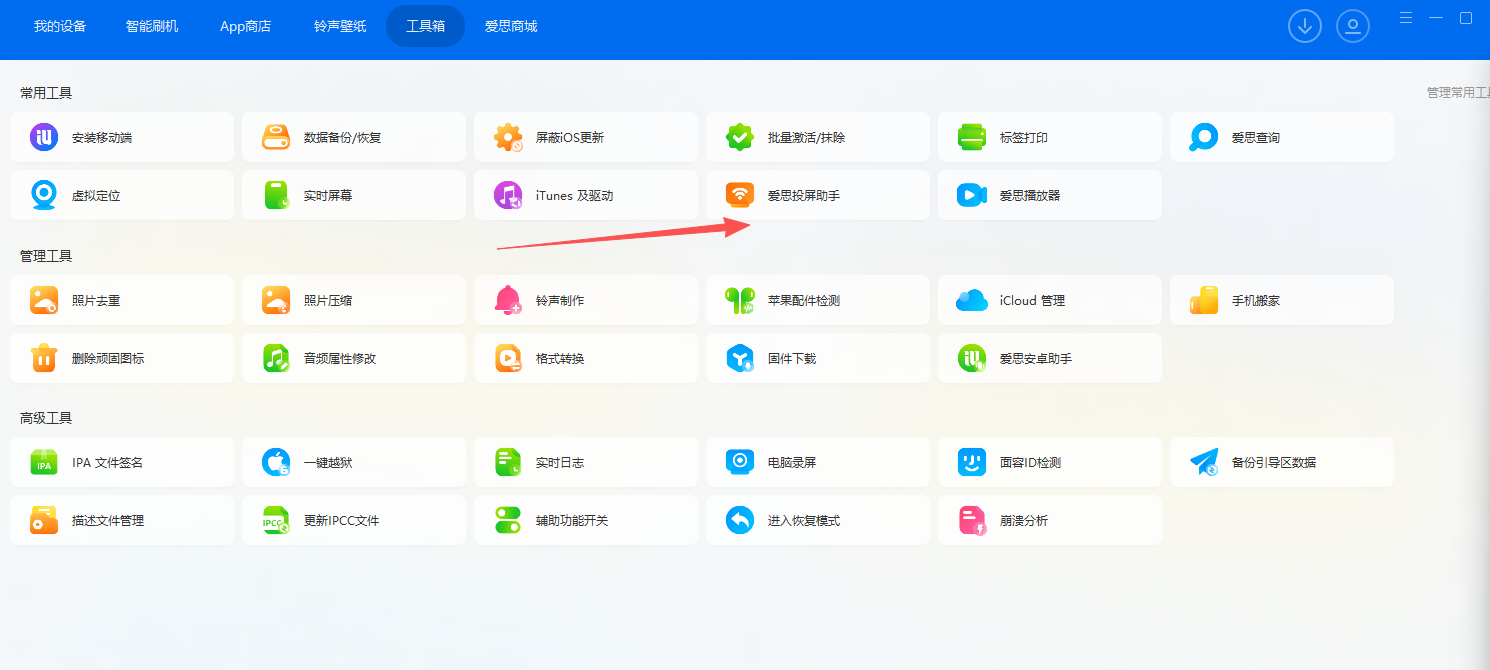 我的设备 智能刷机 App商店 铃声壁纸 工具箱 爱思商城
常用工具 管理常用工具
安装移动端 数据备份/恢复 屏蔽iOS更新 批量激活/抹除 标签打印 爱思查询
虚拟定位 实时屏幕 iTunes 及驱动 爱思投屏助手 爱思播放器
管理工具
照片去重 照片压缩 铃声制作 苹果配件检测 iCloud 管理 手机搬家
删除顽固图标 音频属性修改 格式转换 固件下载 爱思安卓助手
高级工具
IPA 文件签名 一键越狱 实时日志 电脑录屏 面容ID检测 备份引导区数据
描述文件管理 更新IPCC文件 辅助功能开关 进入恢复模式 崩溃分析